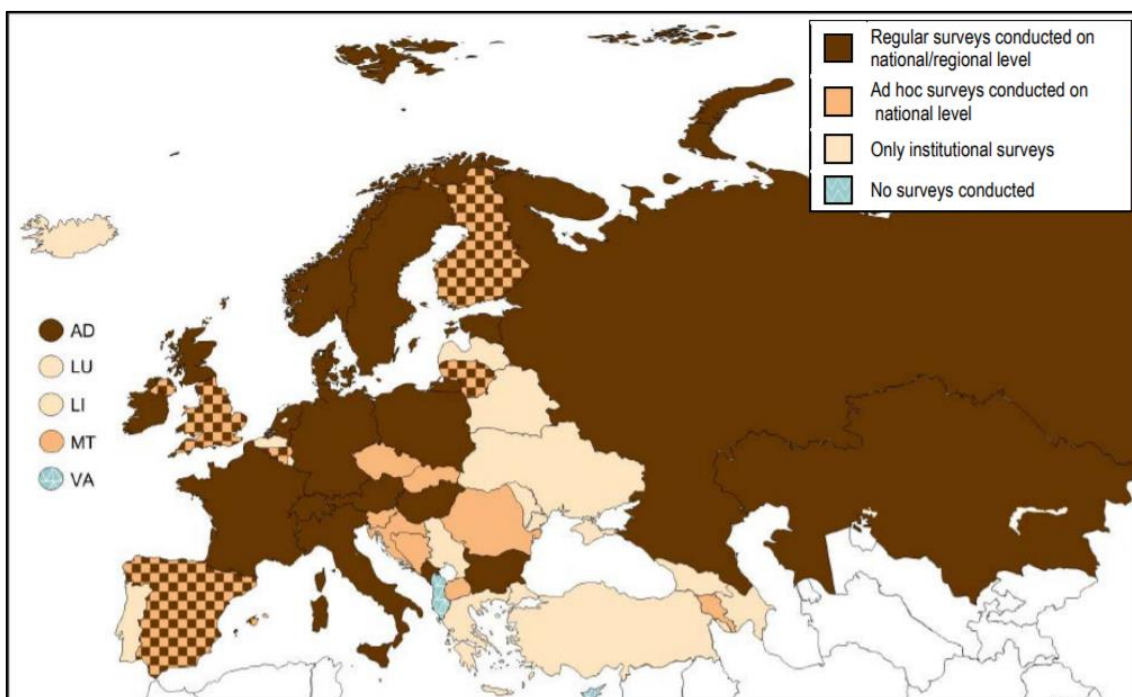 Regular surveys conducted on
national/regional level
Ad hoc surveys conducted on
national level
Only institutional surveys
No surveys conducted
AD
LU
LI
MT
VA